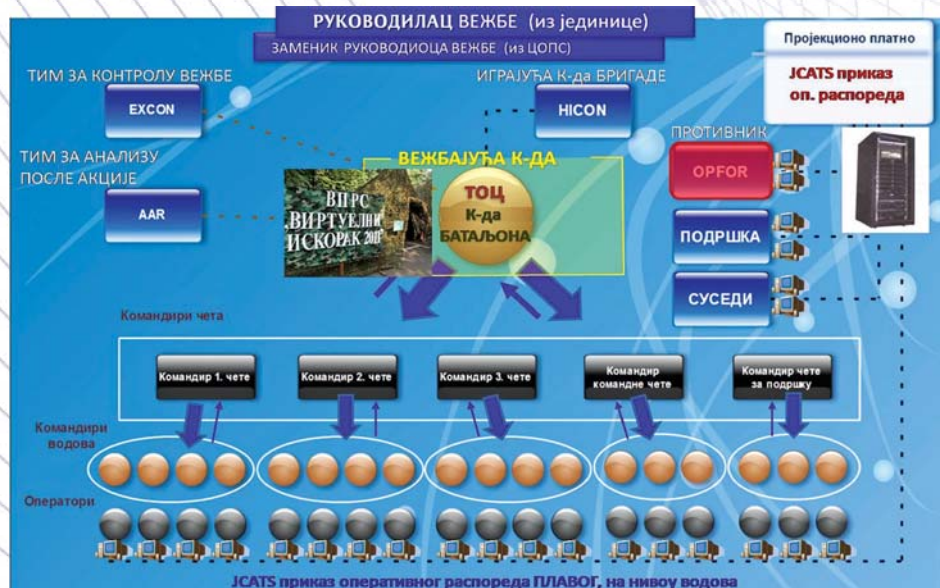 РУКОВОДИЛАЦ ВЕЖБЕ (из јединице)
ЗАМЕНИК РУКОВОДИОЦА ВЕЖБЕ (из ЦОПС)
Пројекционо платно
JCATS приказ
оп. распореда
ТИМ ЗА КОНТРОЛУ ВЕЖБЕ
EXCON
ИГРАЈУЋА К-да БРИГАДЕ
HICON
ТИМ ЗА АНАЛИЗУ
ПОСЛЕ АКЦИЈЕ
AAR
ПРОТИВНИК
OPFOR
ПОДРШКА
СУСЕДИ
ВЕЖБАЈУЋА К-ДА
ВПРС
"ВИРТУЕЛНИ
ИСКОРАК 2011"
ТОЦ
К-да
БАТАЉОНА
Командири чета
Командир 1. чете
Командир 2. чете
Командир 3. чете
Командир
командне чете
Командир чете
за подршку
Командири
водова
Оператори
JCATS приказ оперативног распореда ПЛАВОГ, на нивоу водова